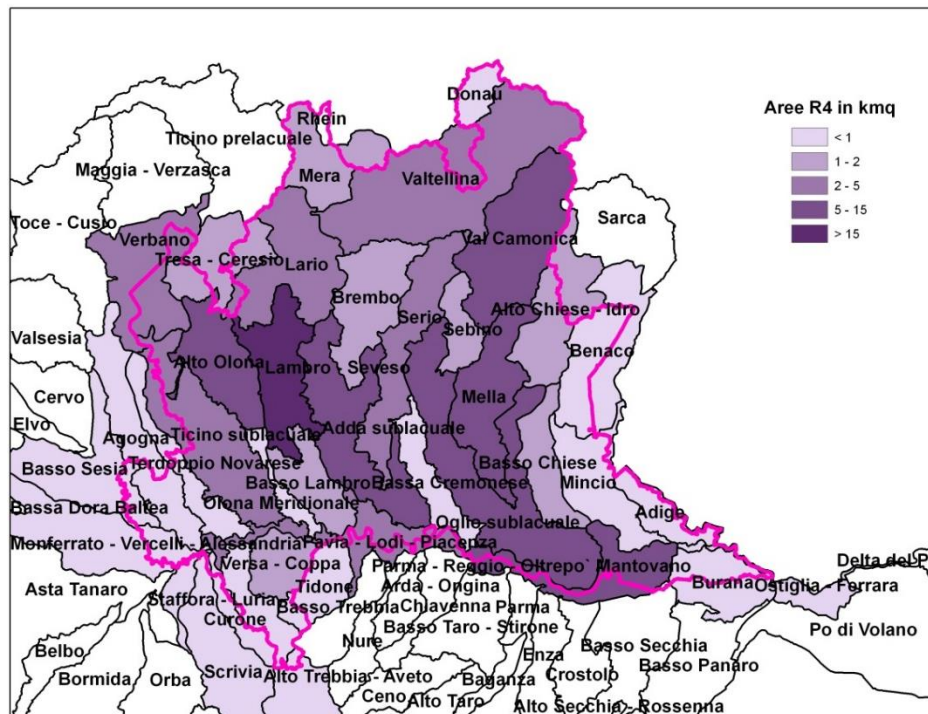 Donau
Aree R4 in kmq
< 1
1 - 2
2 - 5
5 - 15
> 15
Rhein
Ticino prelacuale
Maggia - Verzasca
Mera
Valtellina
Sarca
Toce - Cusio
Verbano
Val Camonica
Tresa - Ceresio
Lario
Brembo
Serio
Alto Chiese - Idro
Sebino
Valsesia
Benaco
Alto Olona
Lambro - Seveso
Cervo
Mella
Elvo
Agogna
Ticino sublacuale
Adda sublacuale
Basso Sesia
Terdoppio Novarese
Basso Chiese
Basso Lambro
Bassa Cremonese
Mincio
Bassa Dora Baltea
Olona Meridionale
Adige
Oglio sublacuale
Monferrato - Vercelli - Alessandria
Pavia - Lodi - Piacenza
Versa - Coppa
Parma - Reggio - Oltrepo` Mantovano
Delta del P
Asta Tanaro
Tidone
Arda - Ongina
Burana
Ostiglia - Ferrara
Staffora - Luria
Basso Trebbia
Chiavenna
Parma
Curone
Basso Taro - Stirone
Po di Volano
Nure
Belbo
Enza
Basso Secchia
Basso Panaro
Bormida
Orba
Scrivia
Alto Trebbia - Aveto
Baganza
Crostolo
Ceno
Alto Taro
Alto Secchia - Rossenna